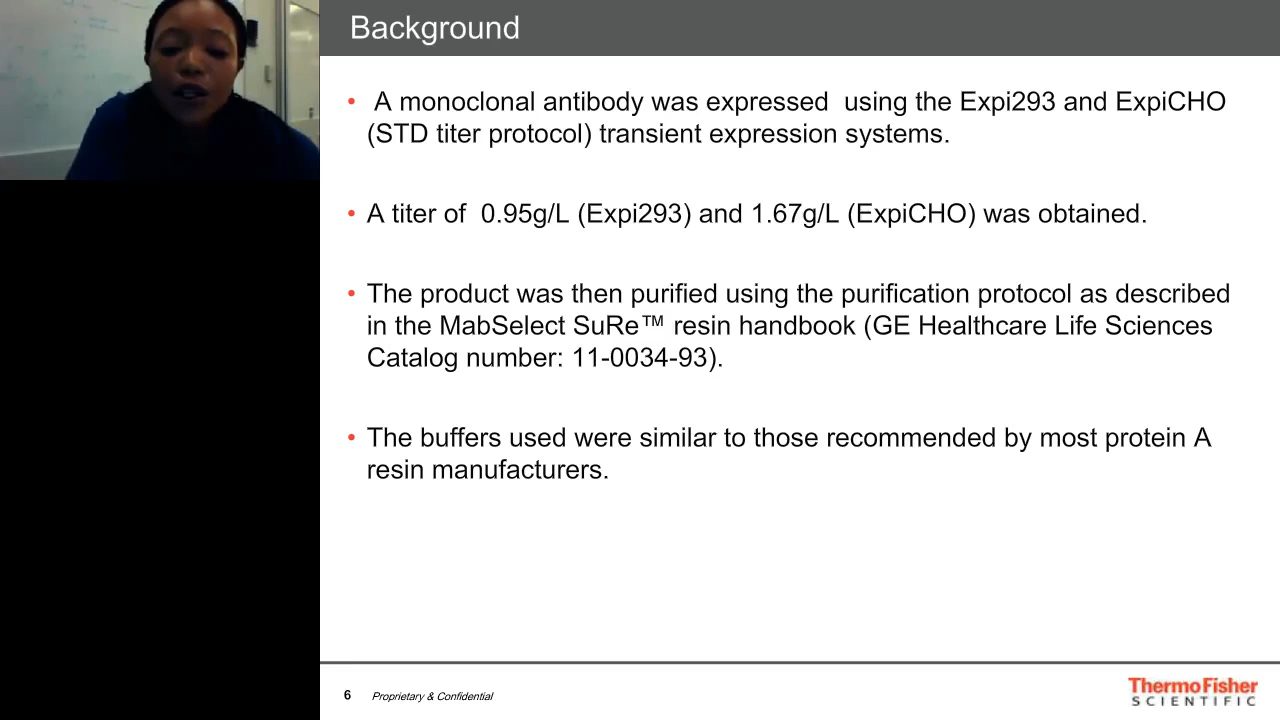 Background
• A monoclonal antibody was expressed using the Expi293 and ExpiCHO
(STD titer protocol) transient expression systems.
• A titer of 0.95g/L (Expi293) and 1.67g/L (ExpiCHO) was obtained.
• The product was then purified using the purification protocol as described
in the MabSelect SuRe™ resin handbook (GE Healthcare Life Sciences
Catalog number: 11-0034-93).
• The buffers used were similar to those recommended by most protein A
resin manufacturers.
6 Proprietary & Confidential
ThermoFisher
SCIENTIFIC